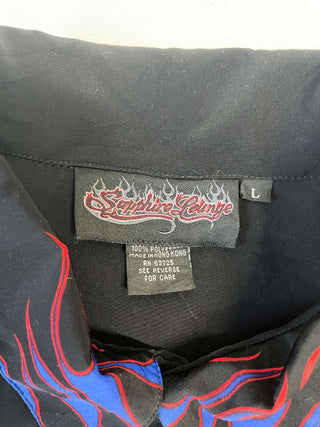 Sapphire Lounge
L
100% POLYESTER
MADE IN HONG KONG
RN 63725
SEE REVERSE
FOR CARE